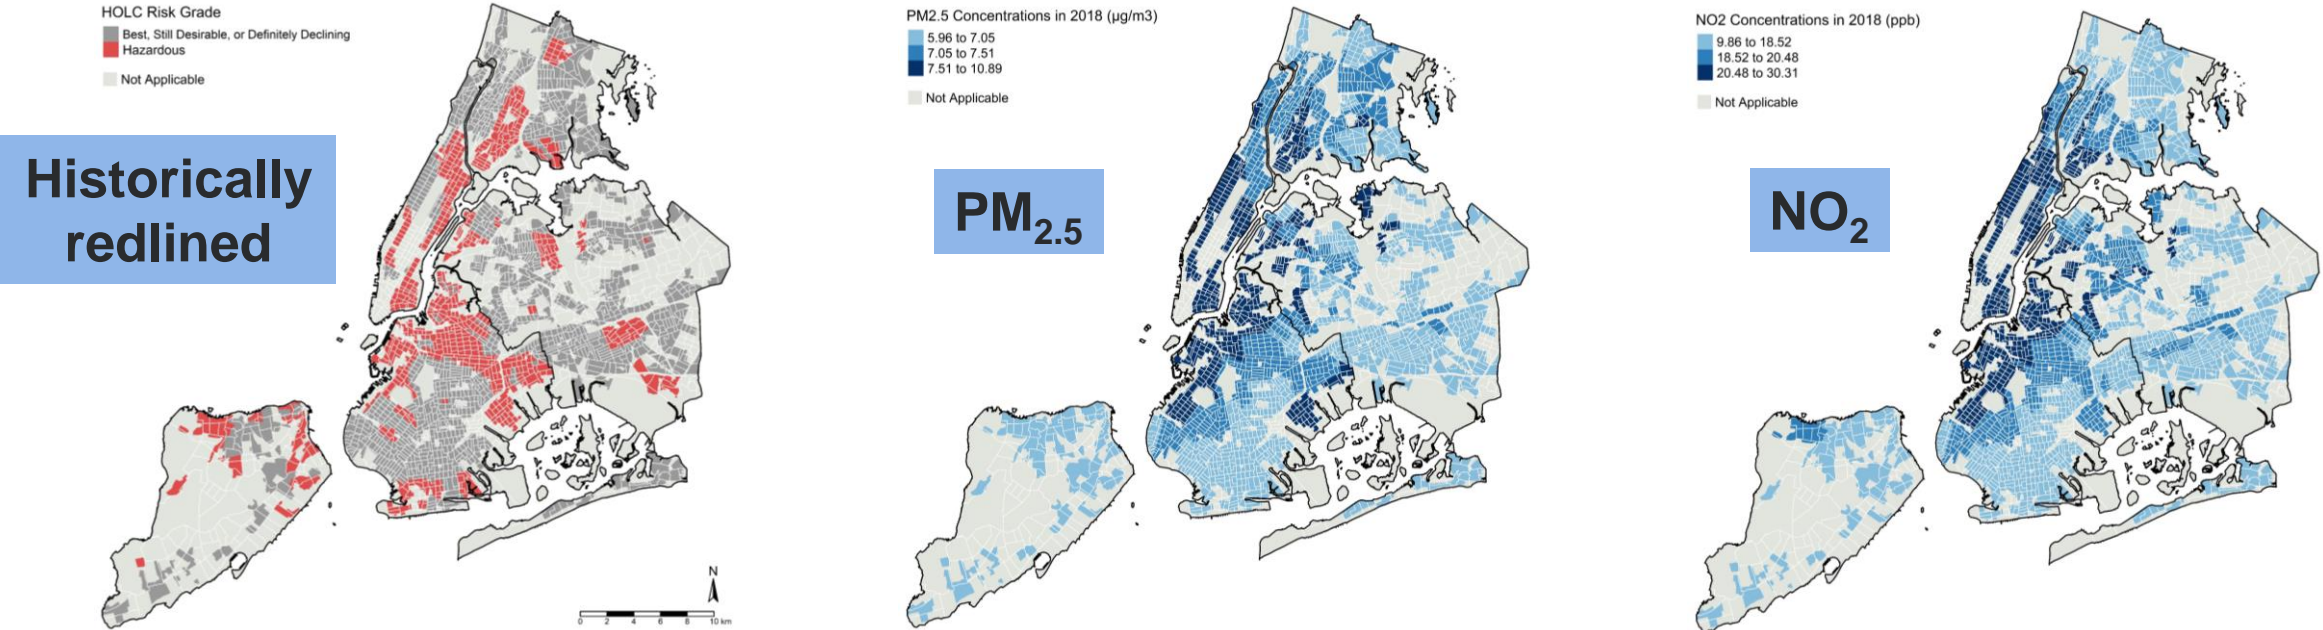 HOLC Risk Grade
Best, Still Desirable, or Definitely Declining
Hazardous
Not Applicable
Historically
redlined
N
0 2 4 6 8 10 km
PM2.5 Concentrations in 2018 (µg/m3)
5.96 to 7.05
7.05 to 7.51
7.51 to 10.89
Not Applicable
PM2.5
NO2 Concentrations in 2018 (ppb)
9.86 to 18.52
18.52 to 20.48
20.48 to 30.31
Not Applicable
NO2